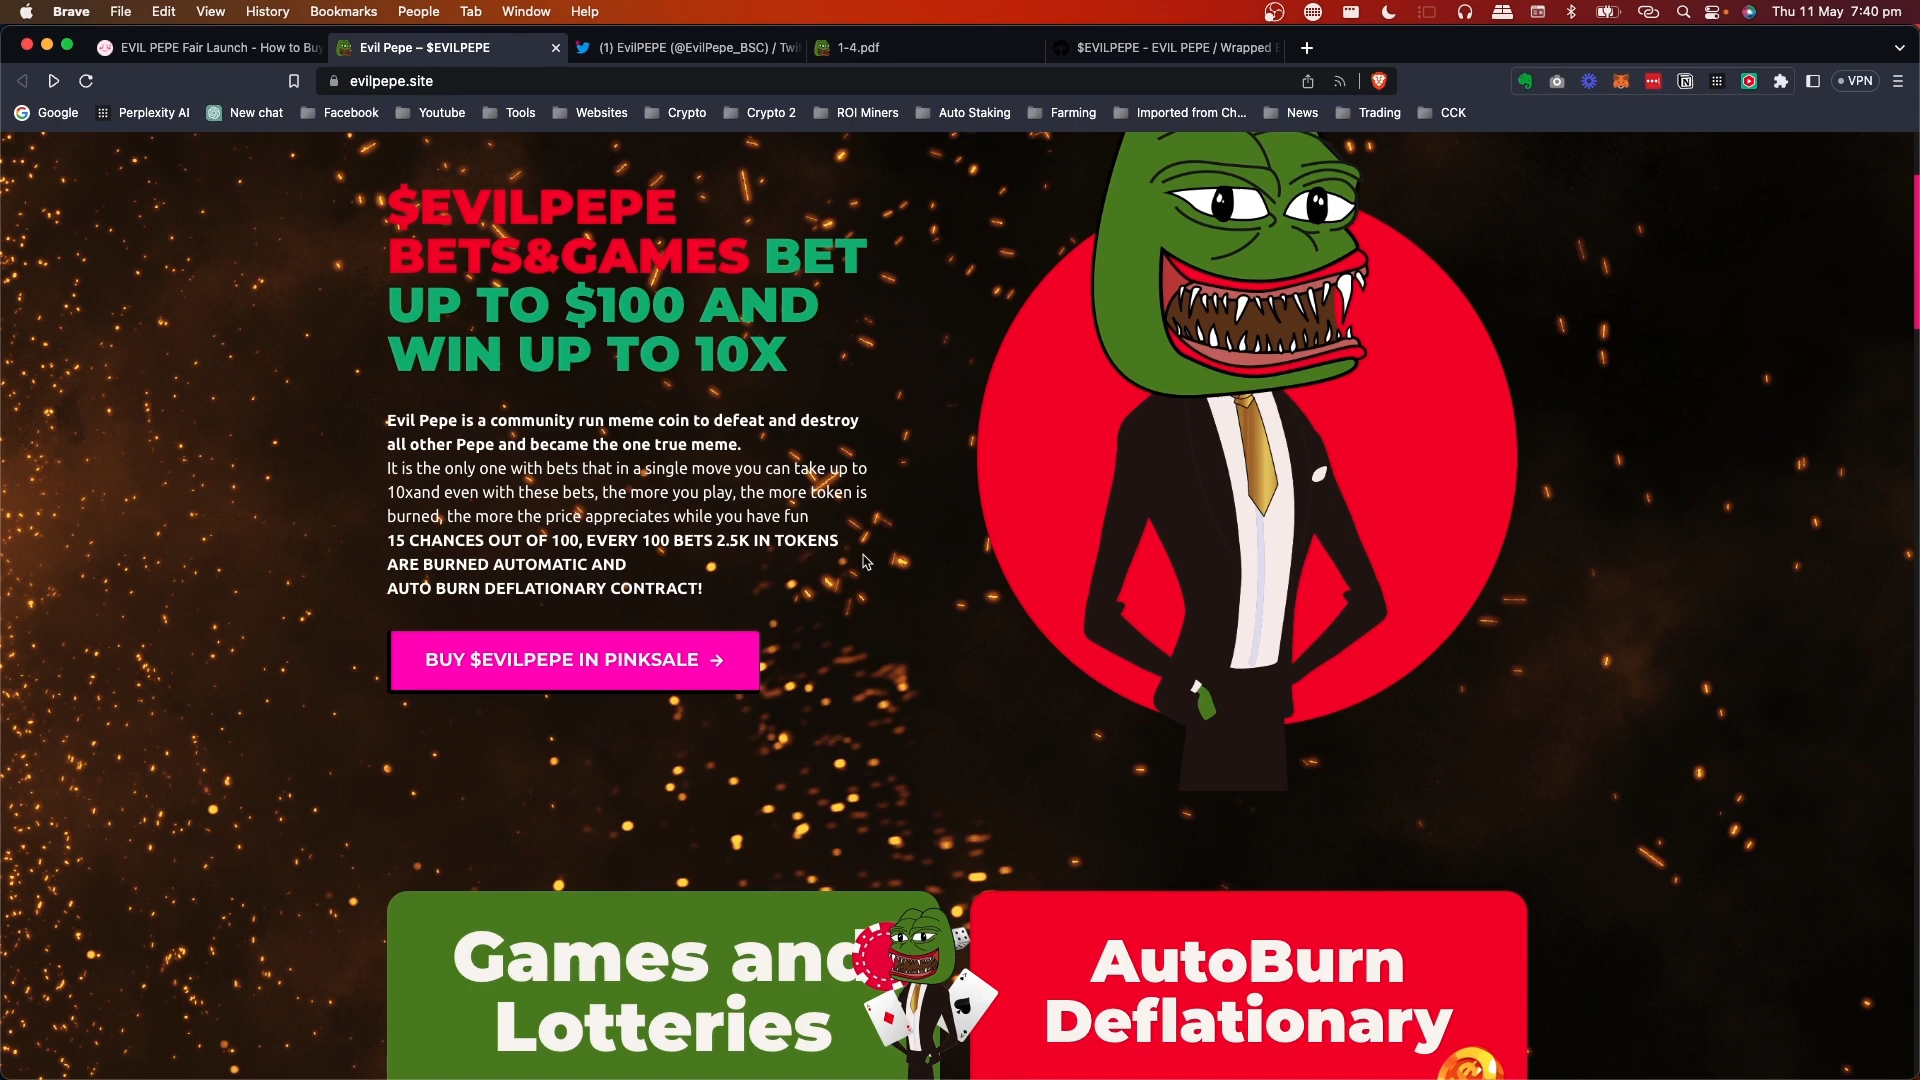 Brave File Edit View History Bookmarks People Tab Window Help Thu 11 May 7:40 pm
EVIL PEPE Fair Launch - How to Buy
Evil Pepe – $EVILPEPE
(1) EvilPEPE (@EvilPepe_BSC) / Twit
1-4.pdf
$EVILPEPE - EVIL PEPE / Wrapped
evilpepe.site
VPN
Google Perplexity AI New chat Facebook Youtube Tools Websites Crypto Crypto 2 ROI Miners Auto Staking Farming Imported from Ch... News Trading CCK
$EVILPEPE
BETS&GAMES BET
UP TO $100 AND
WIN UP TO 10X
Evil Pepe is a community run meme coin to defeat and destroy
all other Pepe and became the one true meme.
It is the only one with bets that in a single move you can take up to
10xand even with these bets, the more you play, the more token is
burned, the more the price appreciates while you have fun
15 CHANCES OUT OF 100, EVERY 100 BETS 2.5K IN TOKENS
ARE BURNED AUTOMATIC AND
AUTO BURN DEFLATIONARY CONTRACT!
BUY $EVILPEPE IN PINKSALE →
Games and
Lotteries
AutoBurn
Deflationary